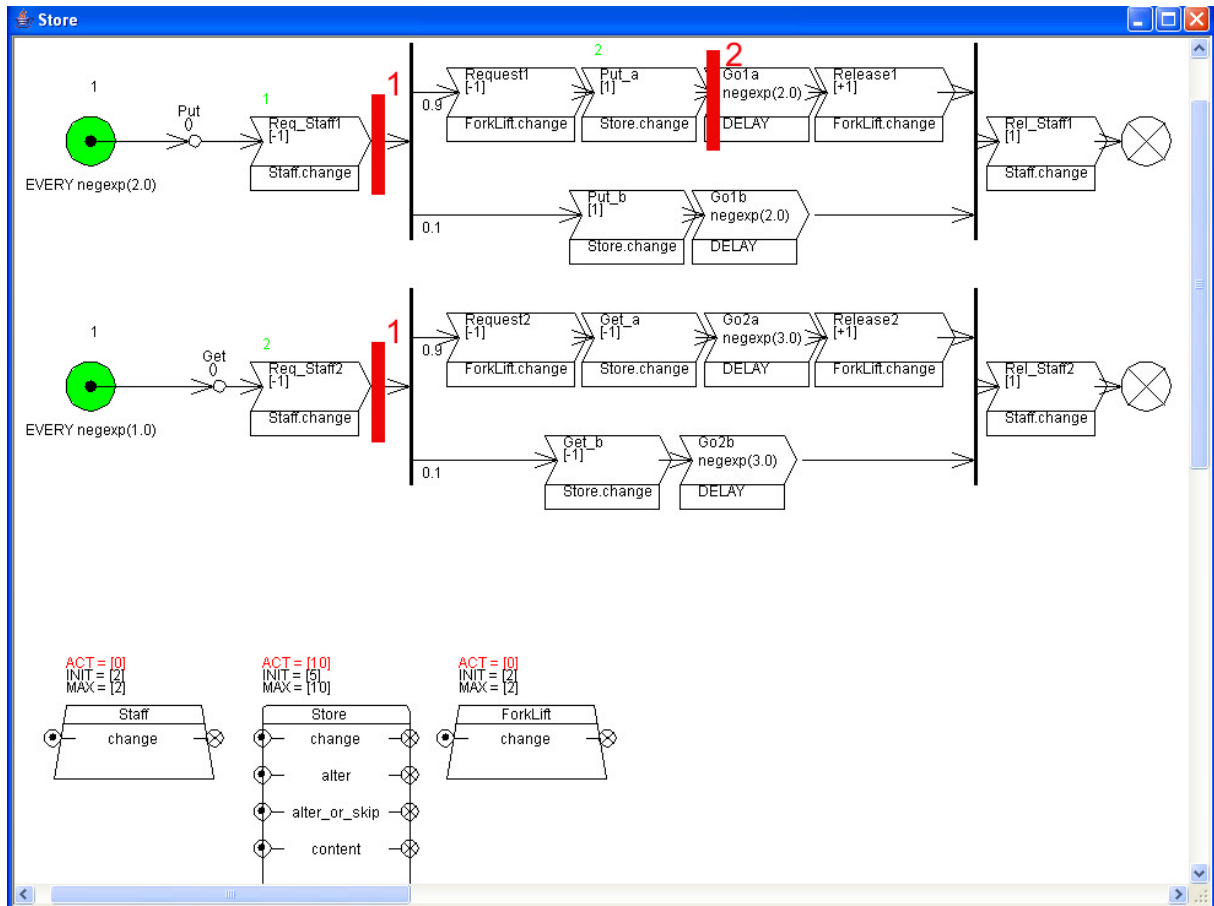 Store
1
Put
0
EVERY negexp(2.0)
1
Req_Staff1
[-1]
Staff.change
1
0.9
0.1
Request1
[-1]
ForkLift.change
2
Put_a
[1]
Store.change
2
Go1a
negexp(2.0)
DELAY
Release1
[+1]
ForkLift.change
Put_b
[1]
Store.change
Go1b
negexp(2.0)
DELAY
Rel_Staff1
[1]
Staff.change
1
Get
0
EVERY negexp(1.0)
2
Req_Staff2
[-1]
Staff.change
1
0.9
0.1
Request2
[-1]
ForkLift.change
Get_a
[-1]
Store.change
Go2a
negexp(3.0)
DELAY
Release2
[+1]
ForkLift.change
Get_b
[-1]
Store.change
Go2b
negexp(3.0)
DELAY
Rel_Staff2
[1]
Staff.change
ACT = [0]
INIT = [2]
MAX = [2]
Staff
change
ACT = [10]
INIT = [5]
MAX = [10]
Store
change
alter
alter_or_skip
content
ACT = [0]
INIT = [2]
MAX = [2]
ForkLift
change